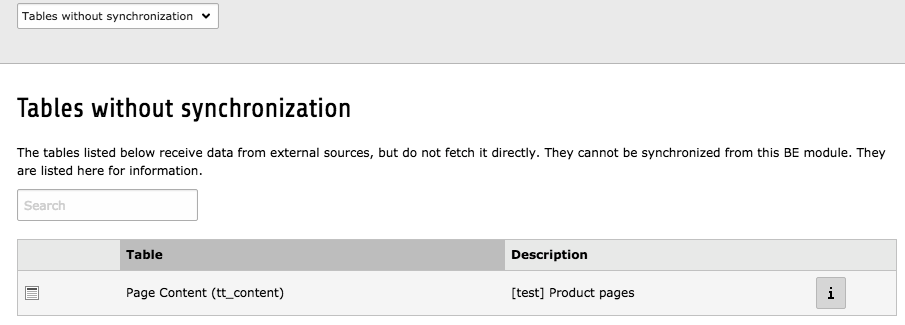 Tables without synchronization
Tables without synchronization
The tables listed below receive data from external sources, but do not fetch it directly. They cannot be synchronized from this BE module. They
are listed here for information.
Search
Table Description
Page Content (tt_content) [test] Product pages i